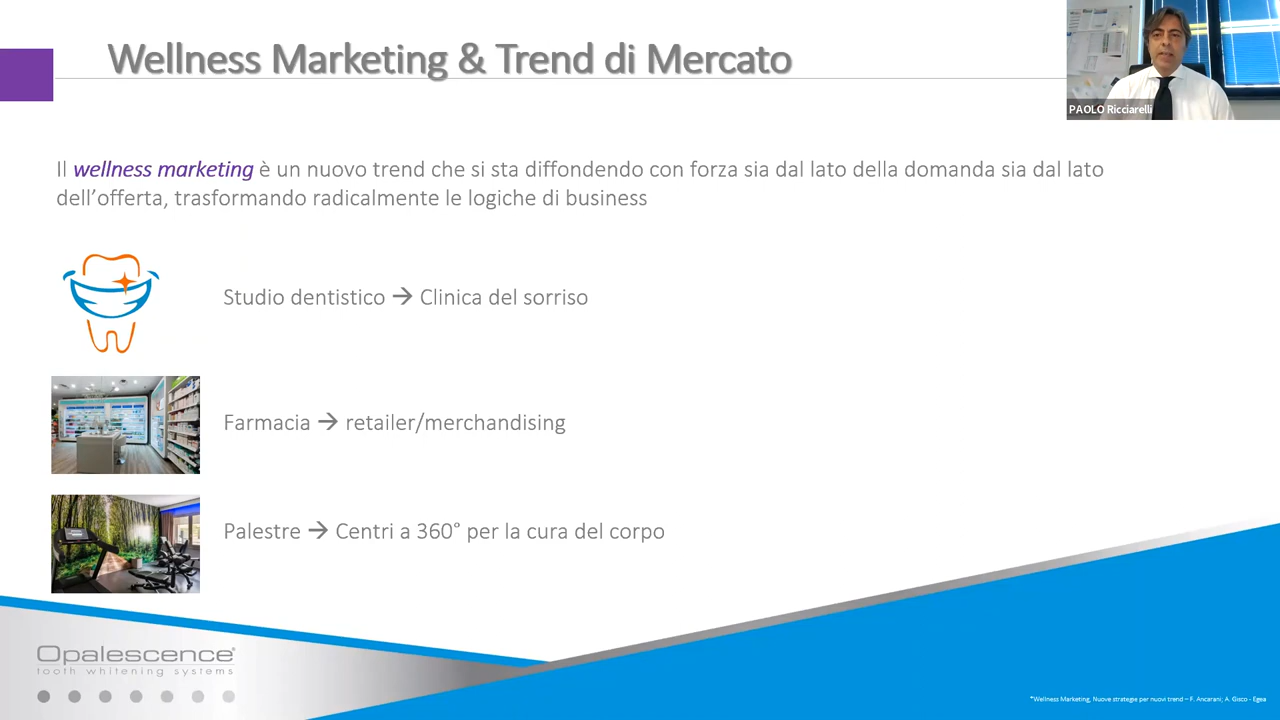 Wellness Marketing & Trend di Mercato
PAOLO Ricciarelli
Il wellness marketing è un nuovo trend che si sta diffondendo con forza sia dal lato della domanda sia dal lato
dell’offerta, trasformando radicalmente le logiche di business
Studio dentistico → Clinica del sorriso
Farmacia → retailer/merchandising
Palestre → Centri a 360° per la cura del corpo
Opalescence®
tooth whitening systems
*Wellness Marketing, Nuove strategie per nuovi trend – F. Ancarani; A. Gisco - Egea